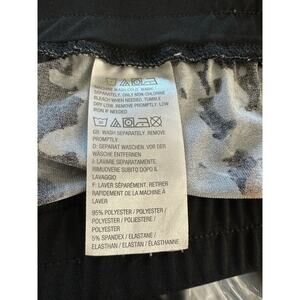 MACHINE WASH COLD. WASH
SEPARATELY. ONLY NON-CHLORINE
BLEACH WHEN NEEDED. TUMBLE
DRY LOW. REMOVE PROMPTLY. LOW
IRON IF NEEDED
GB: WASH SEPARATELY. REMOVE
PROMPTLY
D: SEPARAT WASCHEN. VOR DER
WÄSCHE ENTFERNEN
I: LAVARE SEPARATAMENTE.
RIMUOVERE SUBITO DOPO IL
LAVAGGIO
F: LAVER SÉPARÉMENT. RETIRER
RAPIDEMENT DE LA MACHINE À
LAVER
95% POLYESTER / POLYESTER /
POLYESTER / POLIESTERE /
POLYESTER
5% SPANDEX / ELASTANE /
ELASTHAN / ELASTAN / ÉLASTHANNE